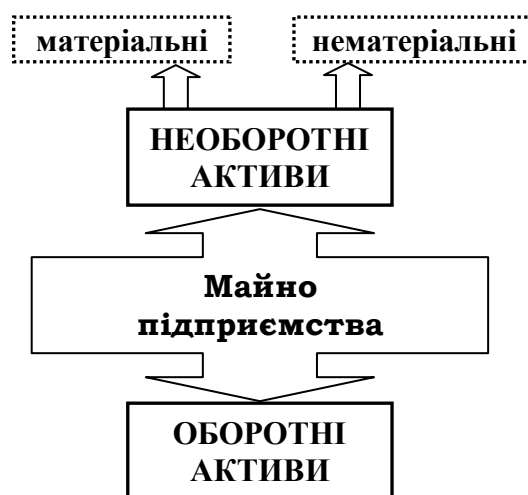 матеріальні
нематеріальні
НЕОБОРОТНІ
АКТИВИ
Майно
підприємства
ОБОРОТНІ
АКТИВИ